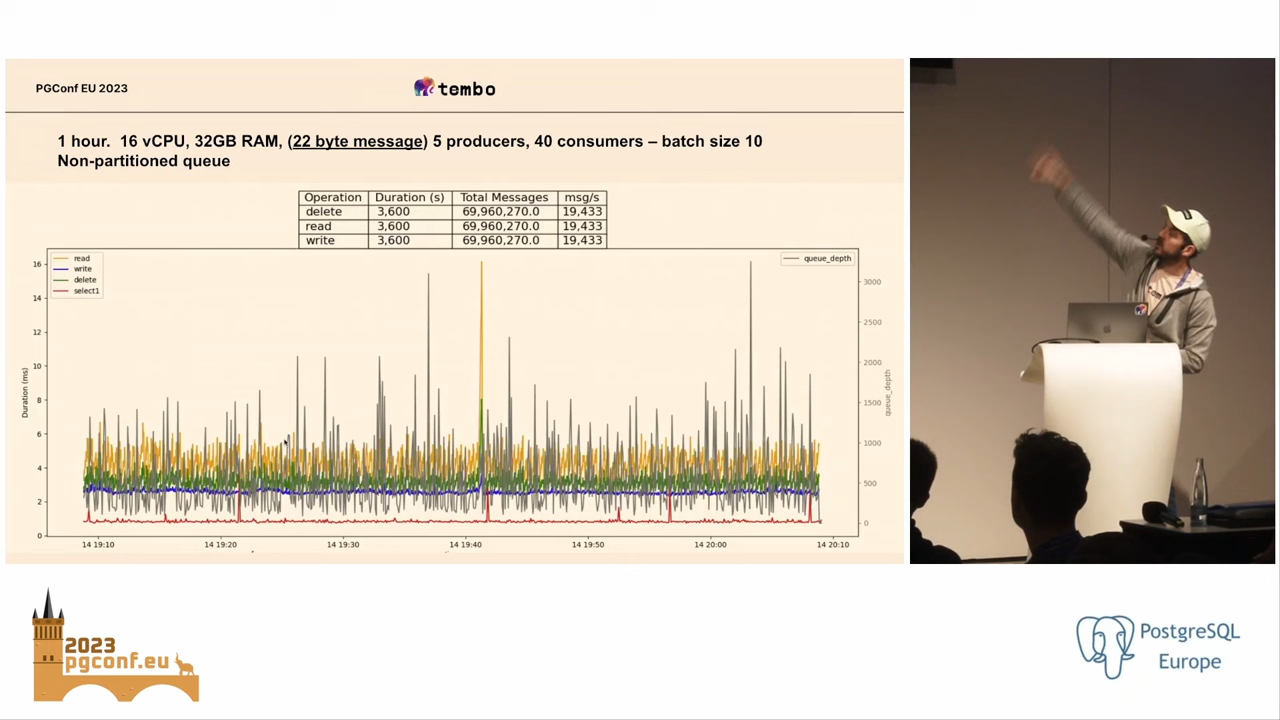 PGConf EU 2023
tembo
1 hour. 16 vCPU, 32GB RAM, (22 byte message) 5 producers, 40 consumers – batch size 10
Non-partitioned queue
Operation Duration (s) Total Messages msg/s
delete 3,600 69,960,270.0 19,433
read 3,600 69,960,270.0 19,433
write 3,600 69,960,270.0 19,433
read
write
delete
select1
queue_depth
16
14
12
10
8
6
4
2
0
Duration (ms)
3000
2500
2000
1500
1000
500
0
queue_depth
14 19:10 14 19:20 14 19:30 14 19:40 14 19:50 14 20:00 14 20:10
2023
pgconf.eu
PostgreSQL
Europe